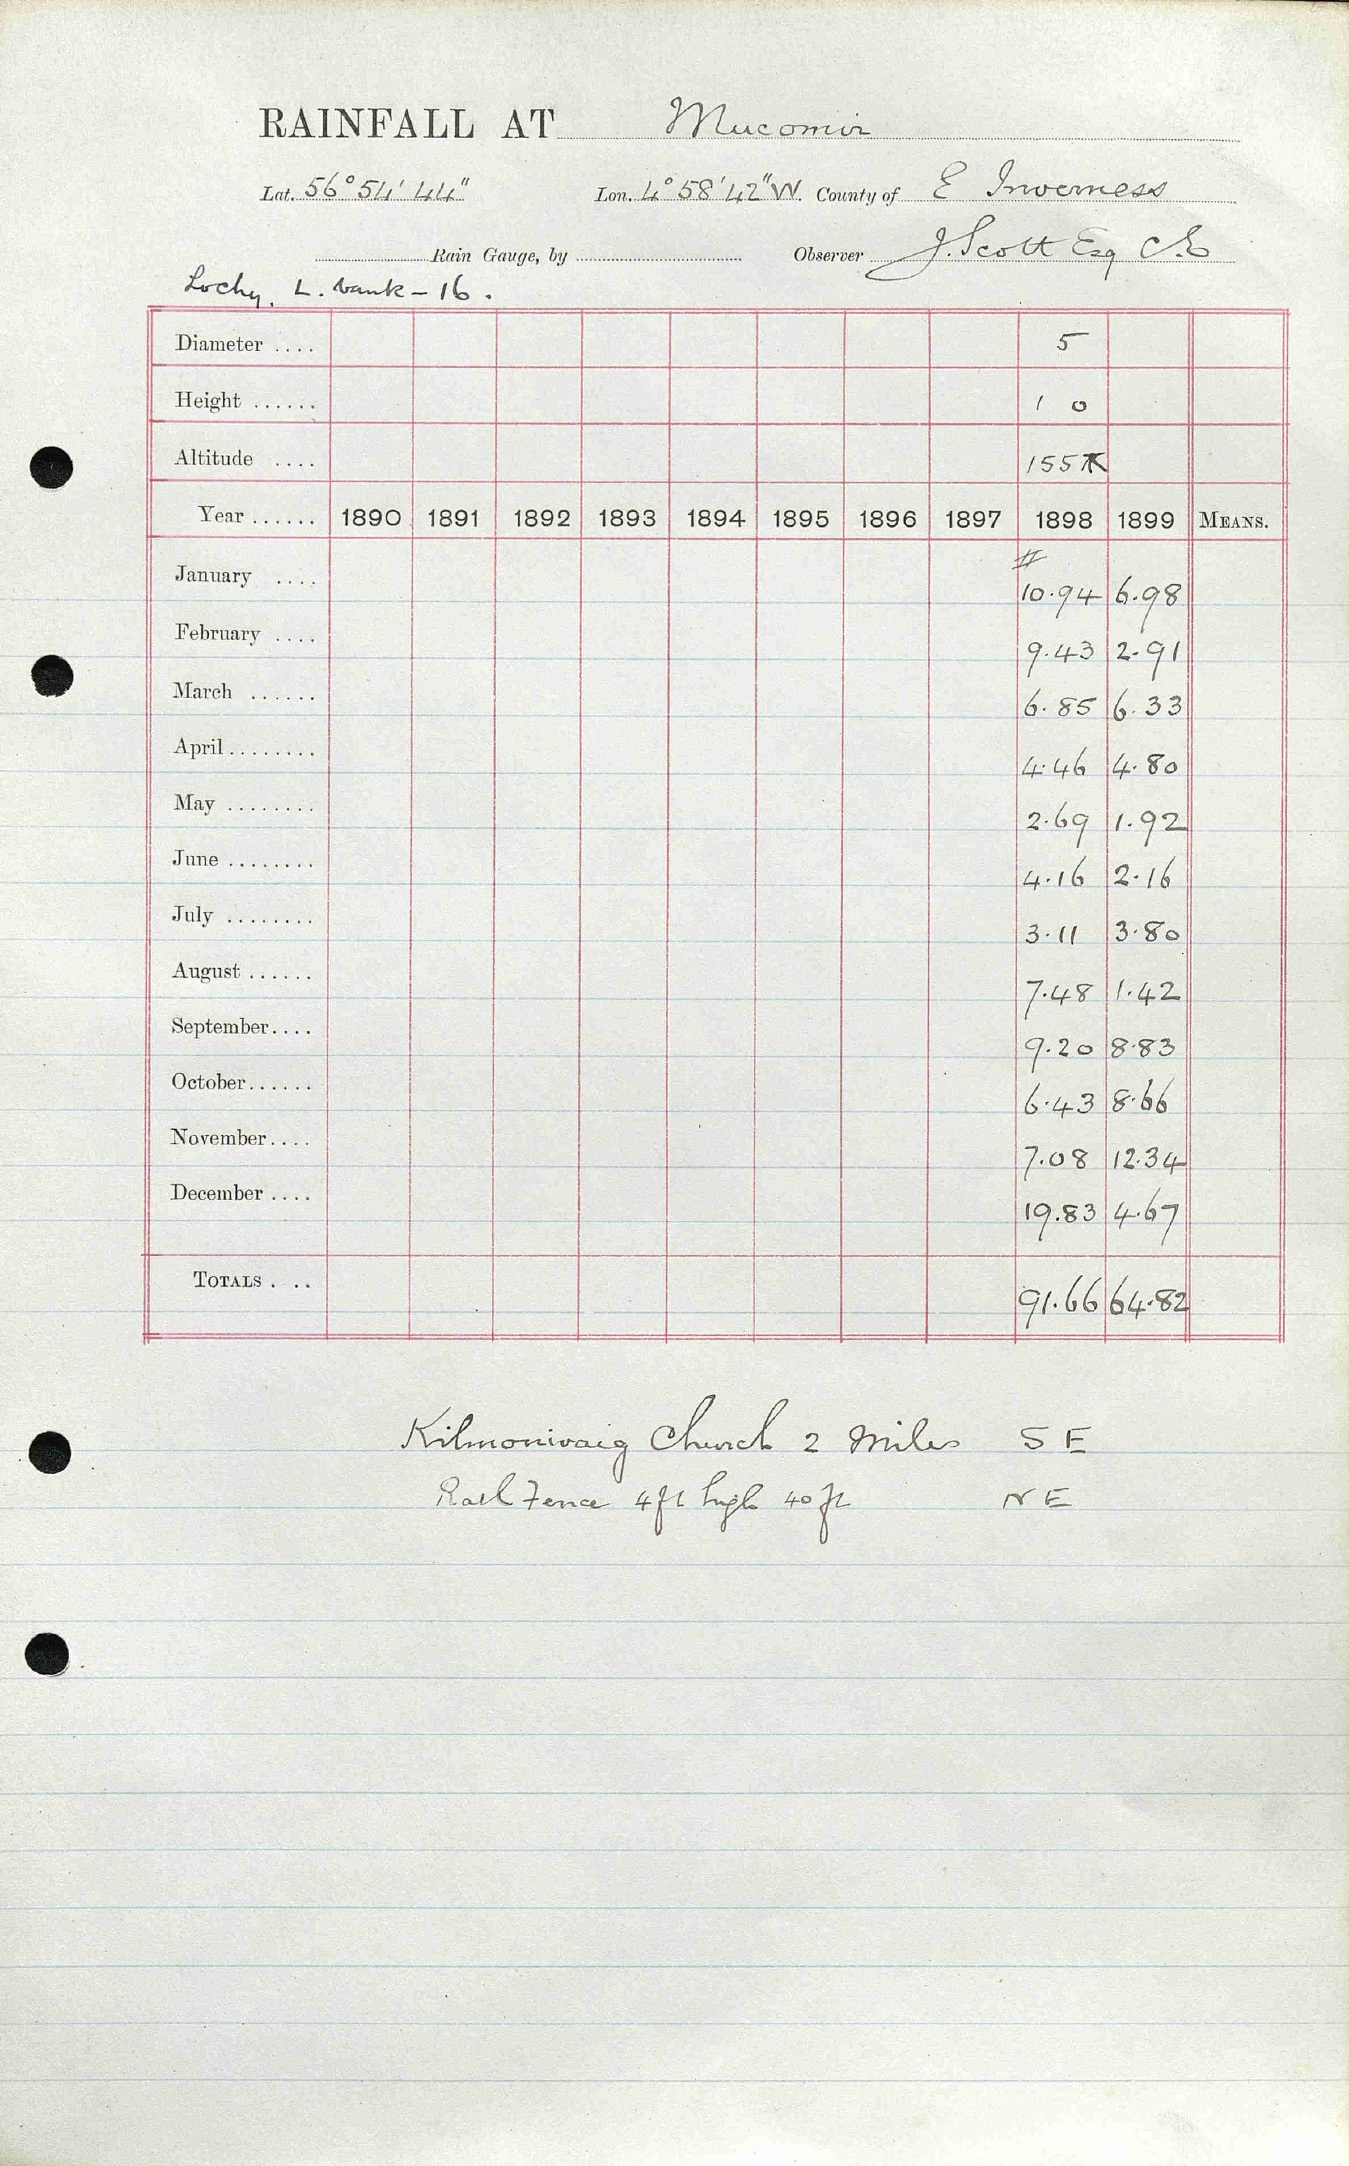 RAINFALL AT Mucomir
Lat. 56° 54' 44" Lon. 4° 58' 42" W. County of E Inverness
Rain Gauge, by Observer J. Scott Esq C.E
Lochy. L. bank - 16.
Diameter .... 5
Height ...... 1 0
Altitude .... 155
Year ...... 1890 1891 1892 1893 1894 1895 1896 1897 1898 1899 MEANS.
#
January .... 10.94 6.98
February .... 9.43 2.91
March ...... 6.85 6.33
April ........ 4.46 4.80
May ........ 2.69 1.92
June ........ 4.16 2.16
July ........ 3.11 3.80
August ...... 7.48 1.42
September.... 9.20 8.83
October...... 6.43 8.66
November.... 7.08 12.34
December .... 19.83 4.67
TOTALS . .. 91.66 64.82
Kilmonivaig Church 2 Miles S E
Rail Fence 4ft high 40 ft N E